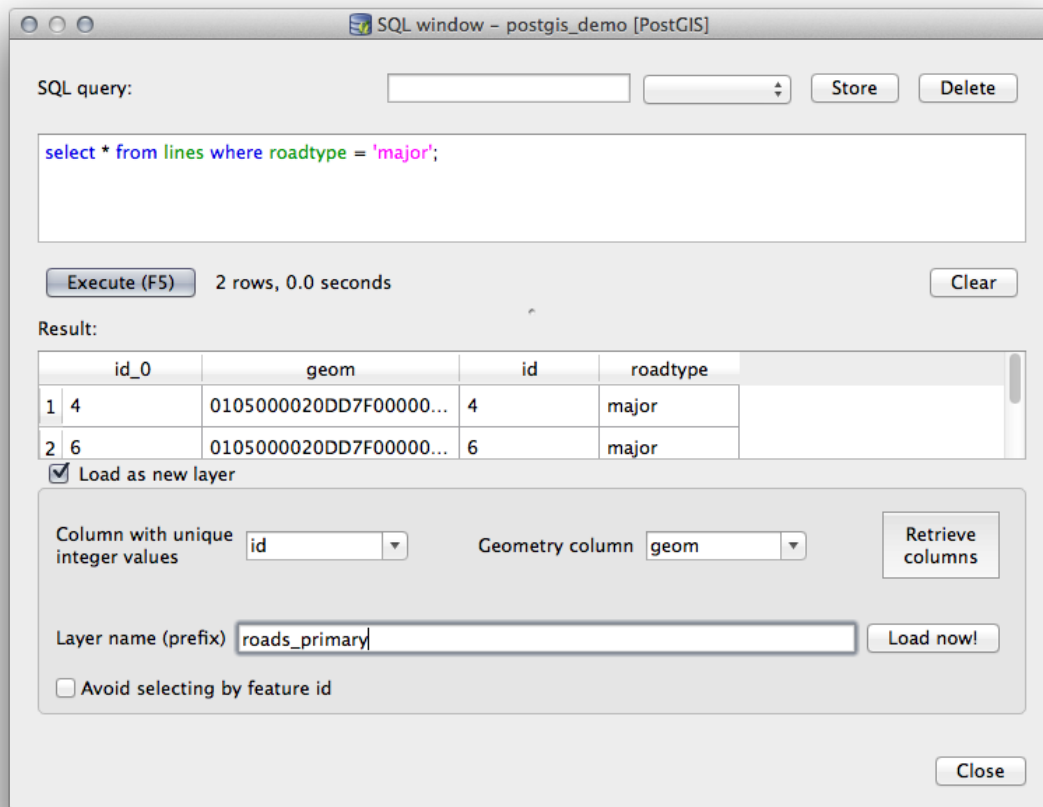 SQL window – postgis_demo [PostGIS]
SQL query:
Store
Delete
select * from lines where roadtype = 'major';
Execute (F5)
2 rows, 0.0 seconds
Clear
Result:
id_0 geom id roadtype
1 4 0105000020DD7F00000... 4 major
2 6 0105000020DD7F00000... 6 major
Load as new layer
Column with unique
integer values
id
Geometry column
geom
Retrieve
columns
Layer name (prefix)
roads_primary
Load now!
Avoid selecting by feature id
Close